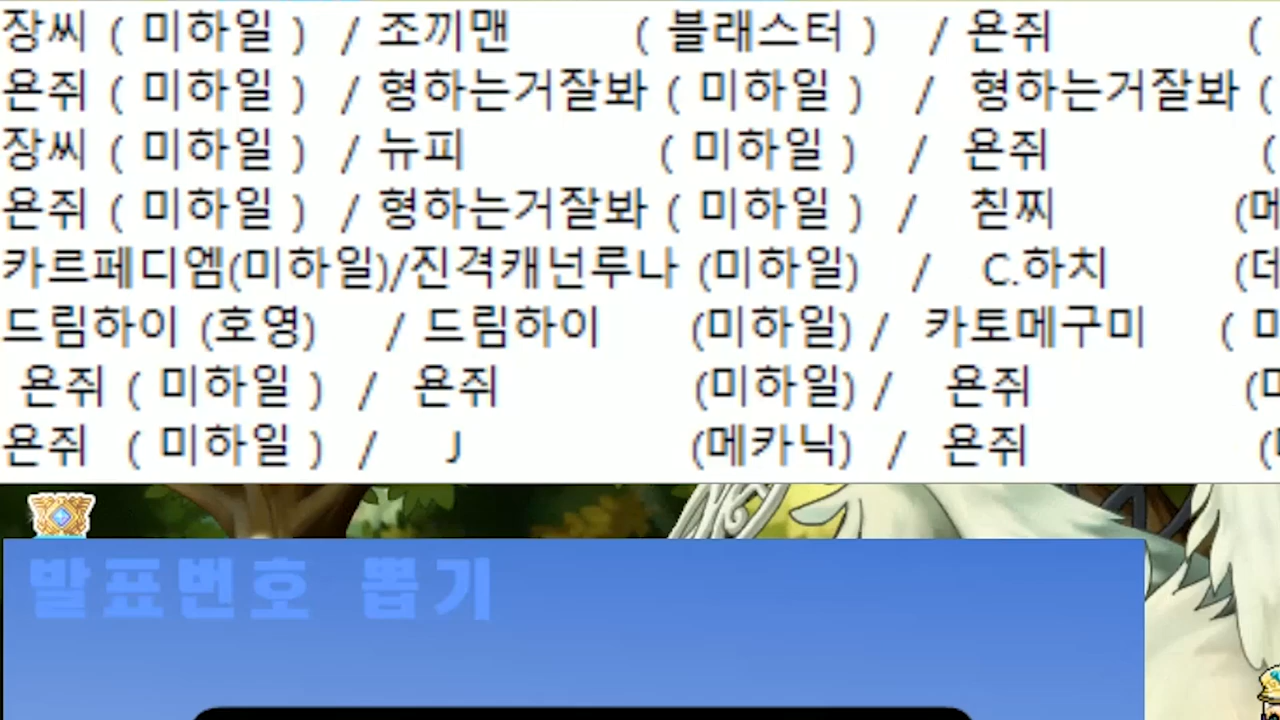 장씨 ( 미하일 ) / 조끼맨 ( 블래스터 ) / 욘쥐 (
욘쥐 ( 미하일 ) / 형하는거잘봐 ( 미하일 ) / 형하는거잘봐 (
장씨 ( 미하일 ) / 뉴피 ( 미하일 ) / 욘쥐 (
욘쥐 ( 미하일 ) / 형하는거잘봐 ( 미하일 ) / 칟찌 (메
카르페디엠(미하일)/진격캐넌루나 (미하일) / C.하치 (데
드림하이 (호영) / 드림하이 (미하일) / 카토메구미 ( 미
욘쥐 ( 미하일 ) / 욘쥐 (미하일) / 욘쥐 (
욘쥐 ( 미하일 ) / J (메카닉) / 욘쥐 (
발표번호 뽑기